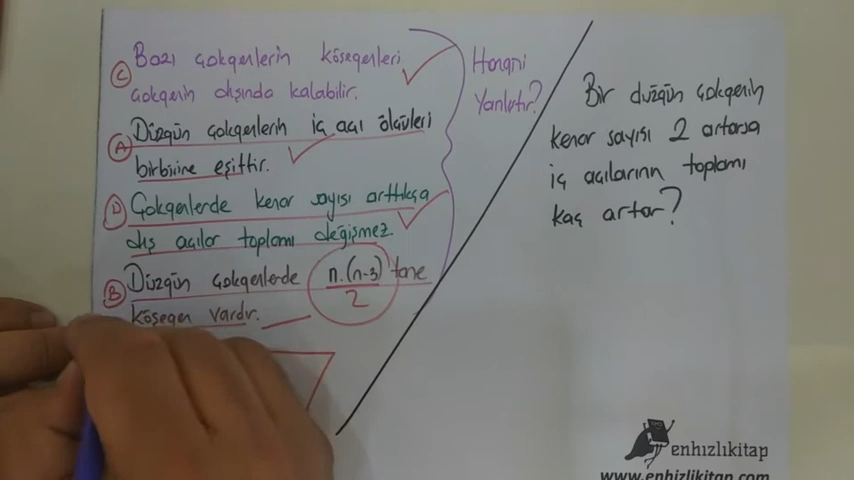 C Bazı çokgenlerin köşegenleri
çokgenin dışında kalabilir.
A Düzgün çokgenlerin iç açı ölçüleri
birbirine eşittir.
D Çokgenlerde kenar sayısı arttıkça
dış açılar toplamı değişmez.
B Düzgün çokgenlerde n.(n-3)/2 tane
köşegen vardır.
Hangisi
Yanlıştır?
Bir düzgün çokgenin
kenar sayısı 2 artarsa
iç açılarının toplamı
kaç artar?
enhızlıkitap
www.enhizlikitap.com